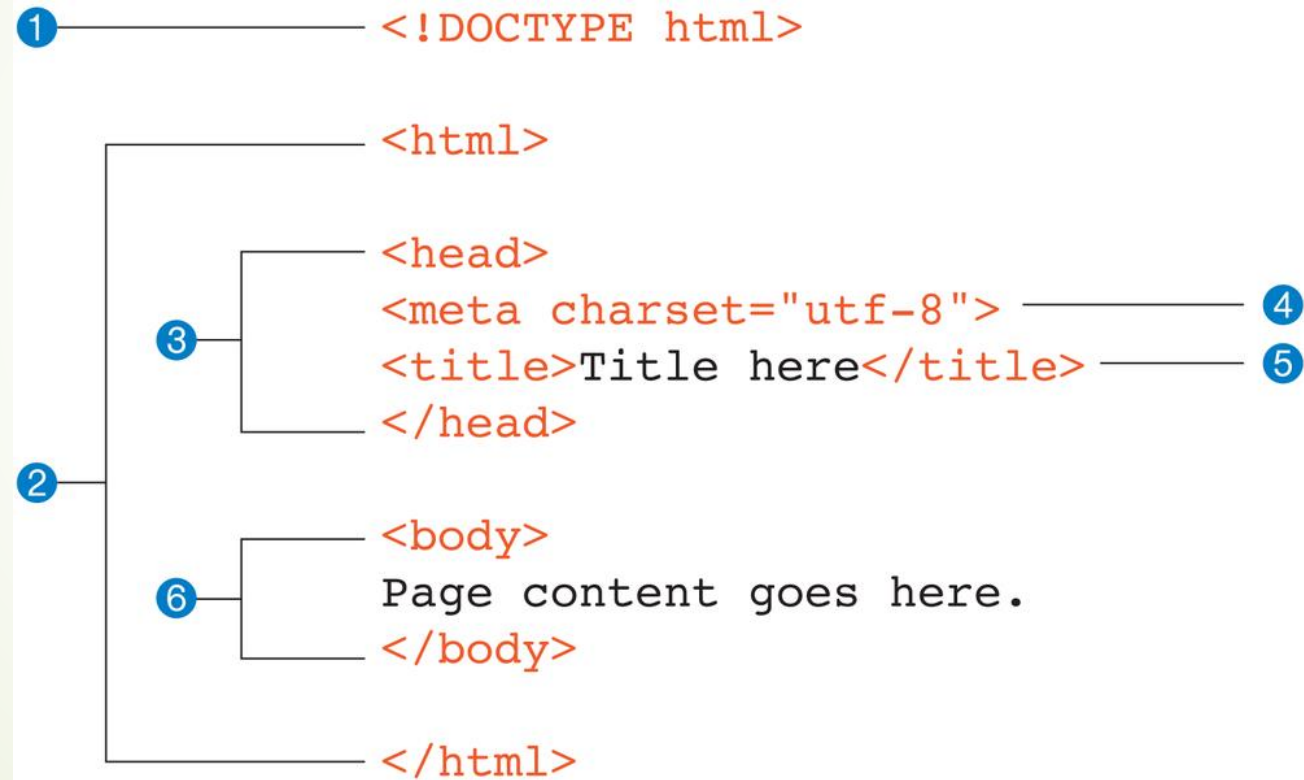 1 <!DOCTYPE html>
<html>
<head>
<meta charset="utf-8"> 4
3
<title>Title here</title> 5
</head>
2
<body>
6 Page content goes here.
</body>
</html>